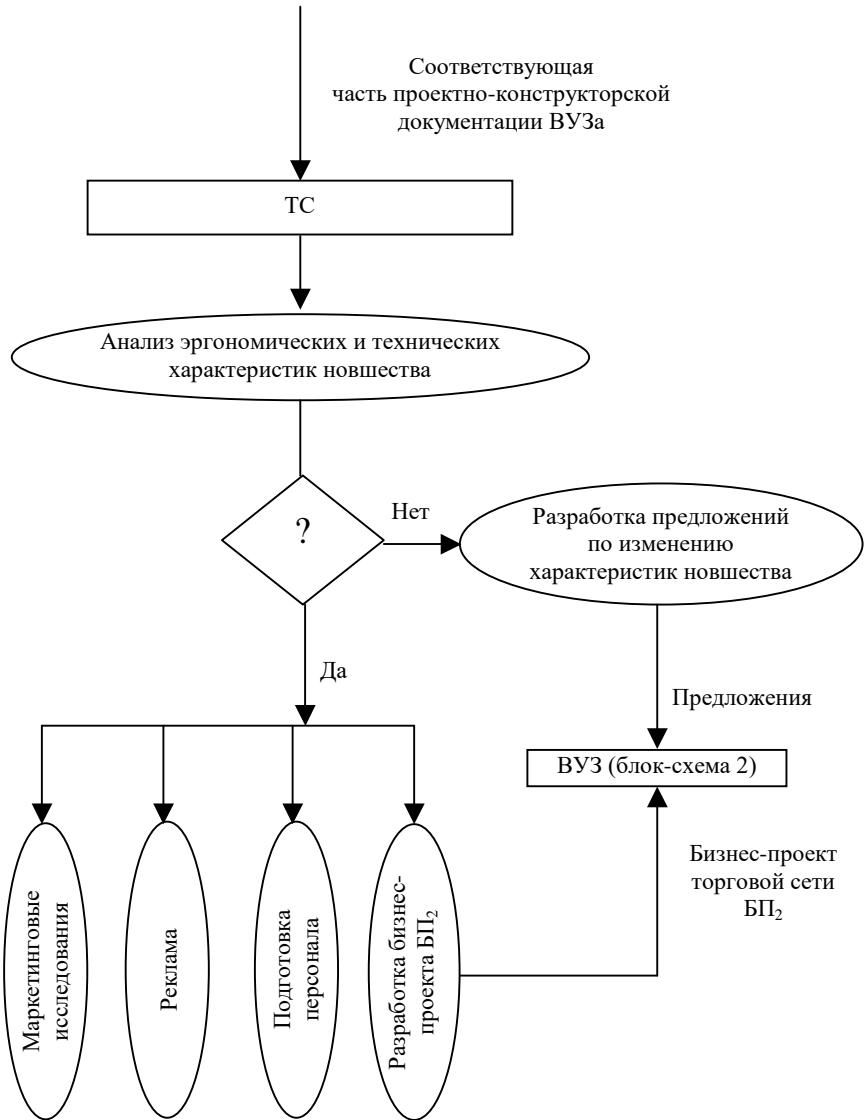 Соответствующая
часть проектно-конструкторской
документации ВУЗа
ТС
Анализ эргономических и технических
характеристик новшества
?
Нет
Разработка предложений
по изменению
характеристик новшества
Да
Предложения
ВУЗ (блок-схема 2)
Бизнес-проект
торговой сети
БП₂
Маркетинговые
исследования
Реклама
Подготовка
персонала
Разработка бизнес-
проекта БП₂